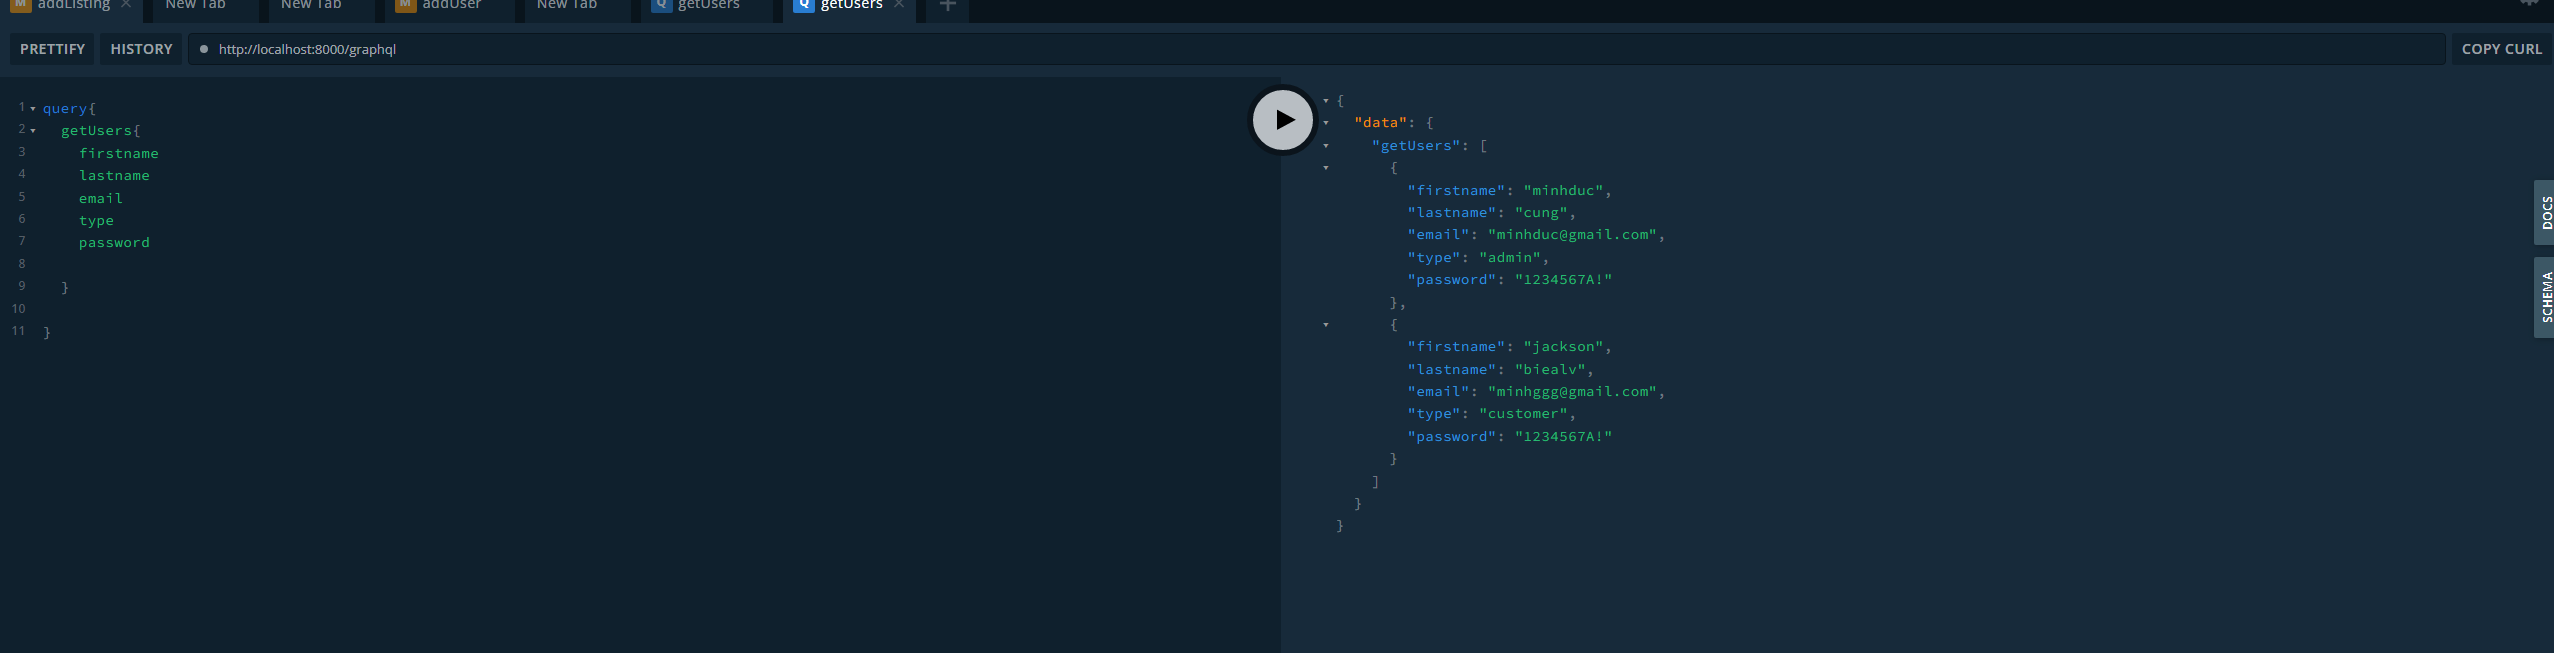 M addListing × New Tab New Tab M addUser New Tab Q getUsers Q getUsers × +
PRETTIFY HISTORY http://localhost:8000/graphql COPY CURL
1 query{
2 getUsers{
3 firstname
4 lastname
5 email
6 type
7 password
8
9 }
10
11 }
{
"data": {
"getUsers": [
{
"firstname": "minhduc",
"lastname": "cung",
"email": "minhduc@gmail.com",
"type": "admin",
"password": "1234567A!"
},
{
"firstname": "jackson",
"lastname": "biealv",
"email": "minhggg@gmail.com",
"type": "customer",
"password": "1234567A!"
}
]
}
}
DOCS
SCHEMA